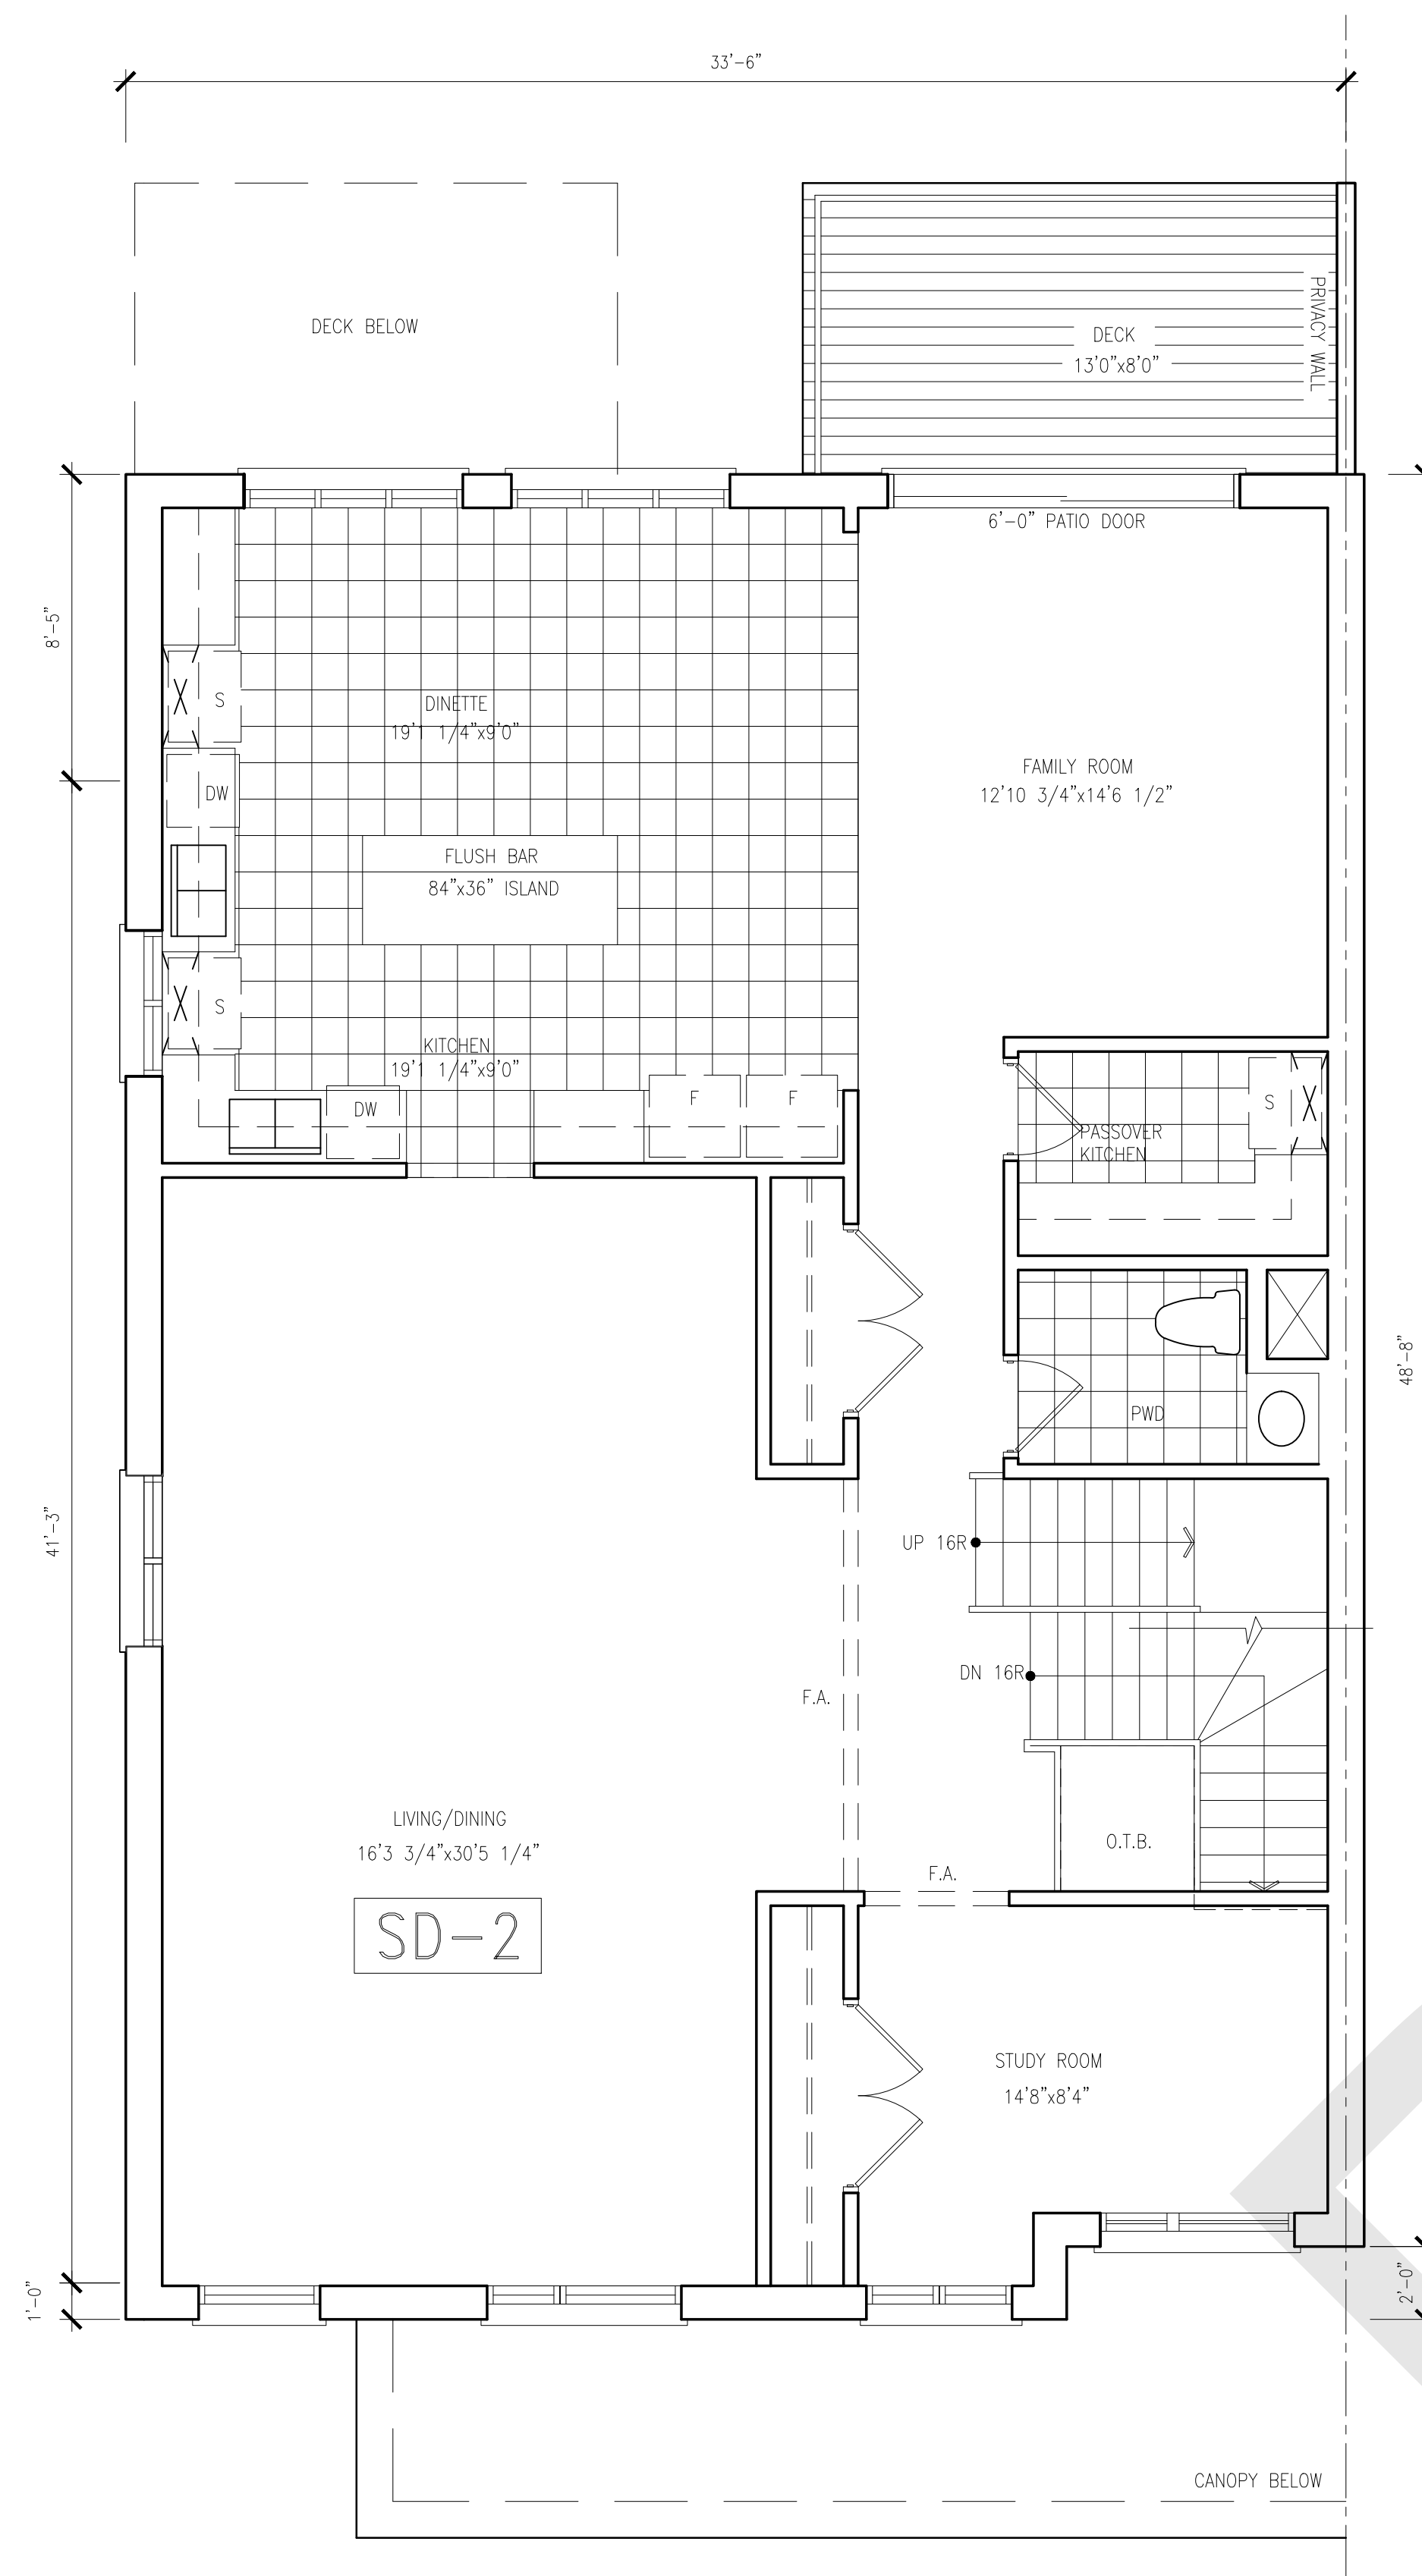 33'-6"
DECK BELOW
DECK
13'0"x8'0"
PRIVACY WALL
6'-0" PATIO DOOR
8'-5"
S
DINETTE
19'1 1/4"x9'0"
DW
FAMILY ROOM
12'10 3/4"x14'6 1/2"
FLUSH BAR
84"x36" ISLAND
S
KITCHEN
19'1 1/4"x9'0"
DW
F
F
S
PASSOVER
KITCHEN
48'-8"
PWD
41'-3"
UP 16R
DN 16R
F.A.
LIVING/DINING
16'3 3/4"x30'5 1/4"
O.T.B.
F.A.
SD-2
STUDY ROOM
14'8"x8'4"
1'-0"
2'-0"
CANOPY BELOW